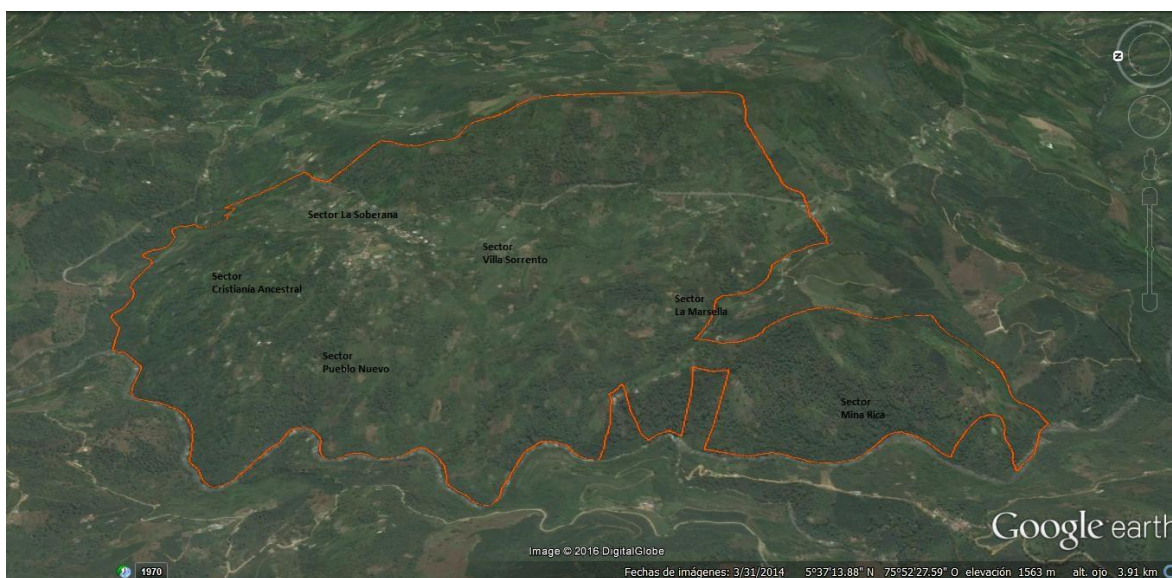 N
Sector La Soberana
Sector
Villa Sorrento
Sector
Cristianía Ancestral
Sector
La Marsella
Sector
Pueblo Nuevo
Sector
Mina Rica
Google earth
Image © 2016 DigitalGlobe
1970
Fechas de imágenes: 3/31/2014 5°37'13.88" N 75°52'27.59" O elevación 1563 m alt. ojo 3.91 km